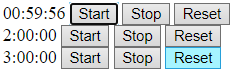 00:59:56 Start Stop Reset
2:00:00 Start Stop Reset
3:00:00 Start Stop Reset